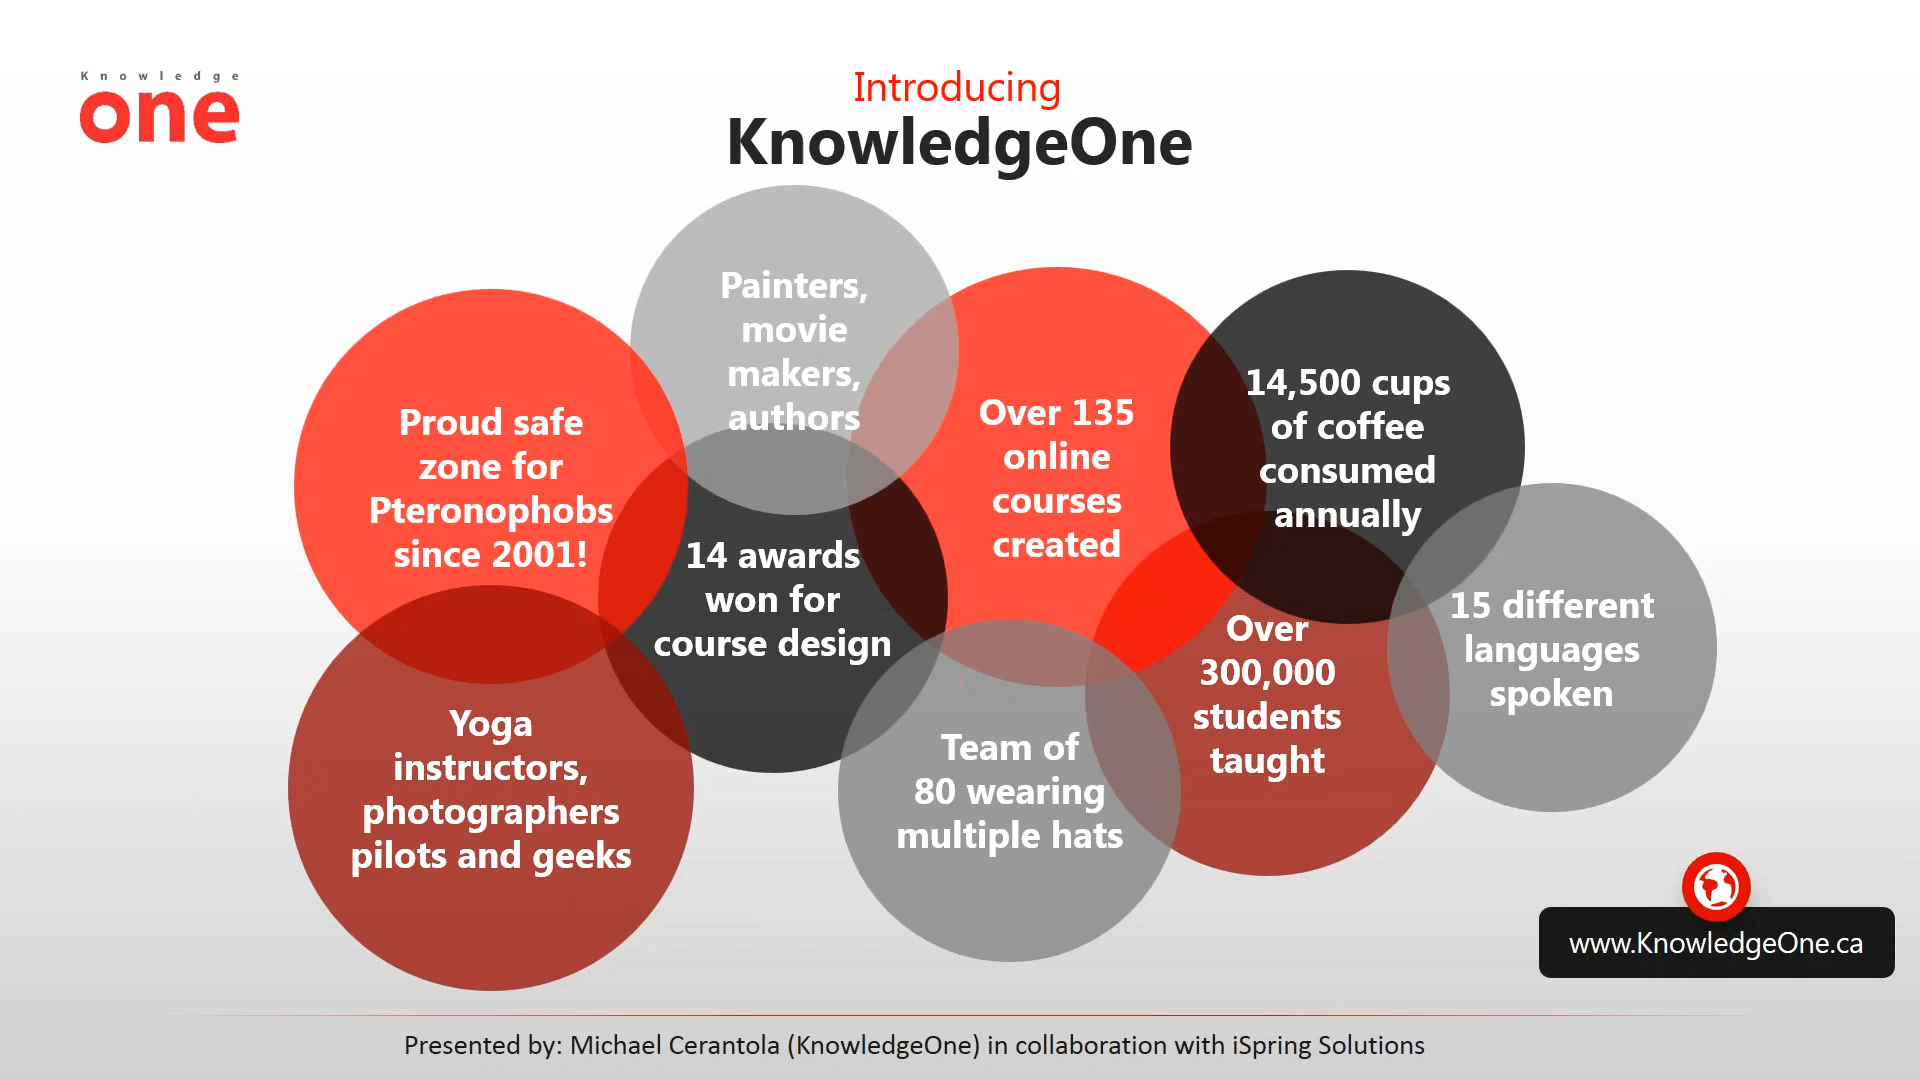 Knowledge
one
Introducing
KnowledgeOne
Painters,
movie
makers,
authors
Proud safe
zone for
Pteronophobs
since 2001!
Over 135
online
courses
created
14,500 cups
of coffee
consumed
annually
14 awards
won for
course design
15 different
languages
spoken
Over
300,000
students
taught
Yoga
instructors,
photographers
pilots and geeks
Team of
80 wearing
multiple hats
www.KnowledgeOne.ca
Presented by: Michael Cerantola (KnowledgeOne) in collaboration with iSpring Solutions